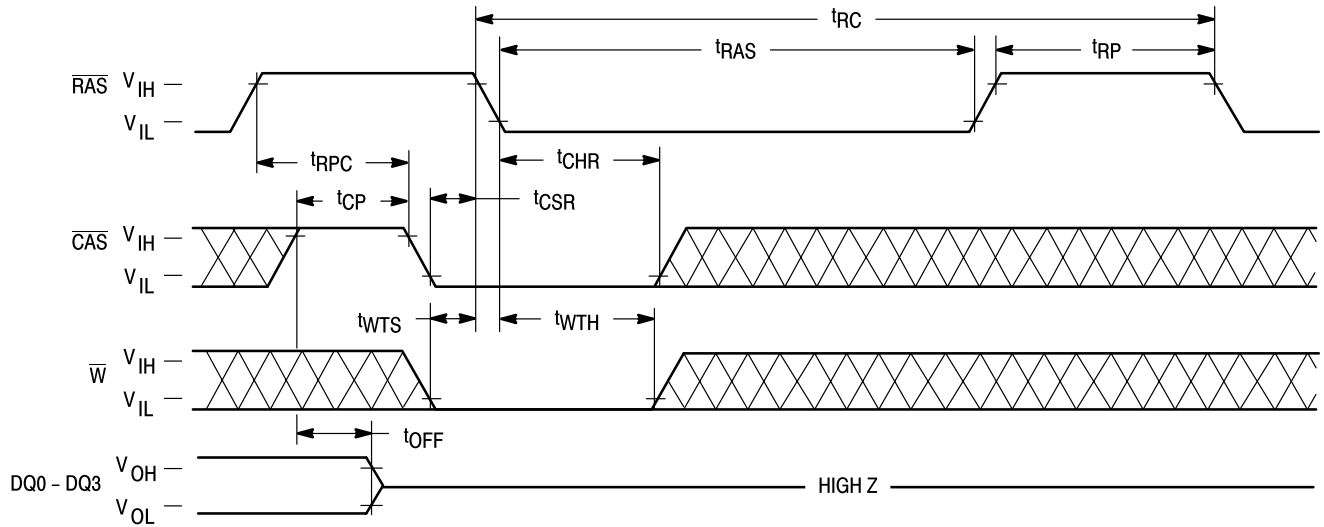 tRC
tRAS
tRP
RAS VIH
VIL
tRPC
tCHR
tCP
tCSR
CAS VIH
VIL
tWTS
tWTH
W VIH
VIL
tOFF
DQ0 – DQ3 VOH
HIGH Z
VOL